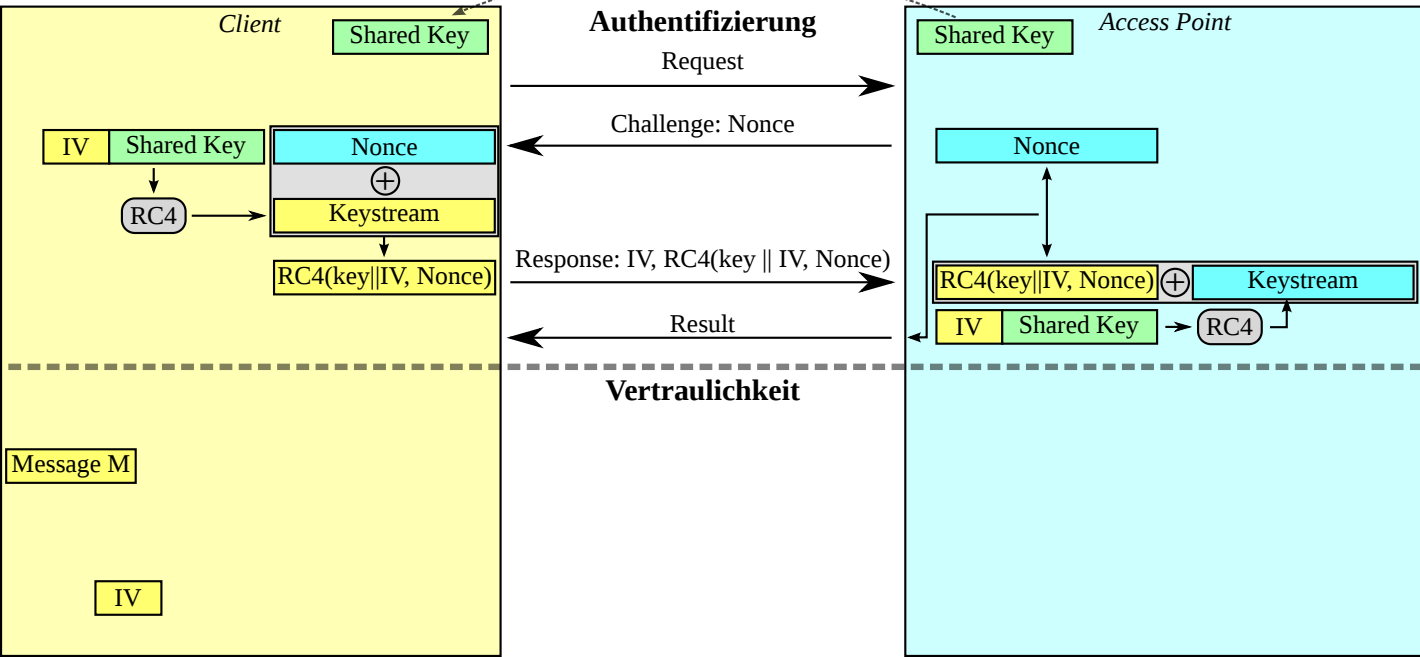 Client
Shared Key
Authentifizierung
Shared Key
Access Point
Request
Challenge: Nonce
IV
Shared Key
Nonce
Nonce
RC4
Keystream
Response: IV, RC4(key || IV, Nonce)
RC4(key||IV, Nonce)
RC4(key||IV, Nonce)
Keystream
Result
IV
Shared Key
RC4
Vertraulichkeit
Message M
IV